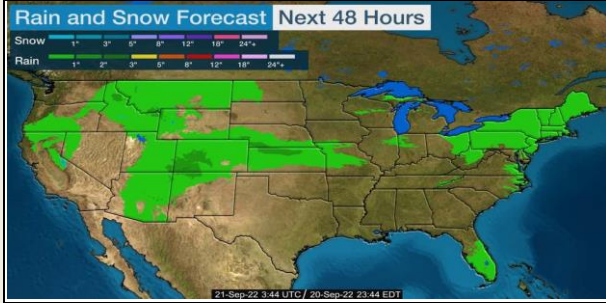 Rain and Snow Forecast Next 48 Hours
Snow 1" 3" 5" 8" 12" 18" 24"+
Rain 1" 2" 3" 5" 8" 12" 18" 24"+
21-Sep-22 3:44 UTC / 20-Sep-22 23:44 EDT